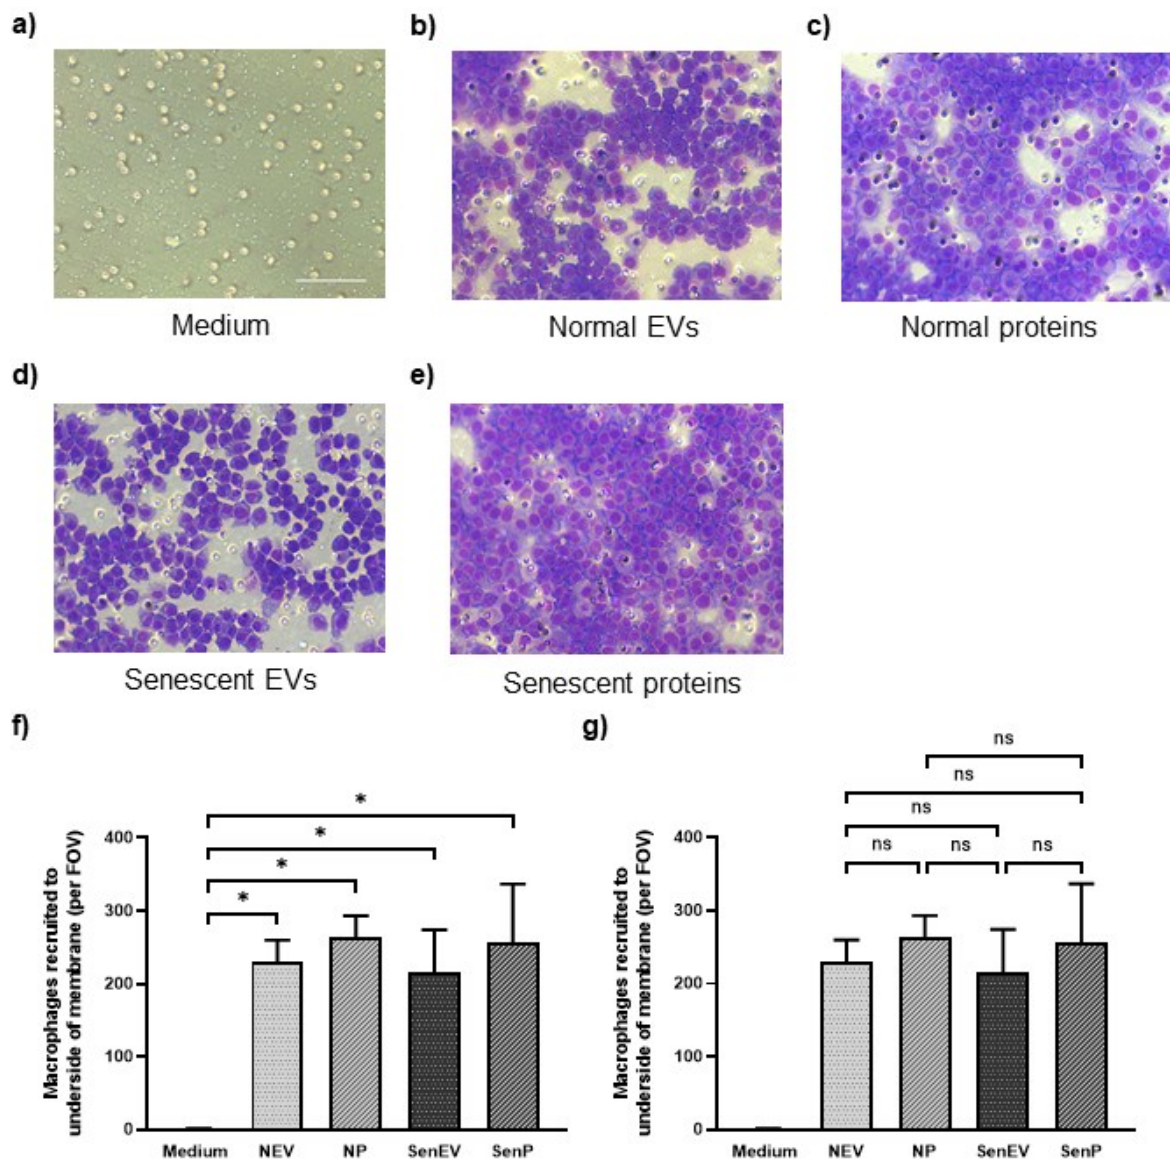 a)
b)
c)
Medium
Normal EVs
Normal proteins
d)
e)
Senescent EVs
Senescent proteins
f)
*
*
*
*
Macrophages recruited to
underside of membrane (per FOV)
400
300
200
100
0
Medium NEV NP SenEV SenP
g)
ns
ns
ns
ns ns ns
Macrophages recruited to
underside of membrane (per FOV)
400
300
200
100
0
Medium NEV NP SenEV SenP